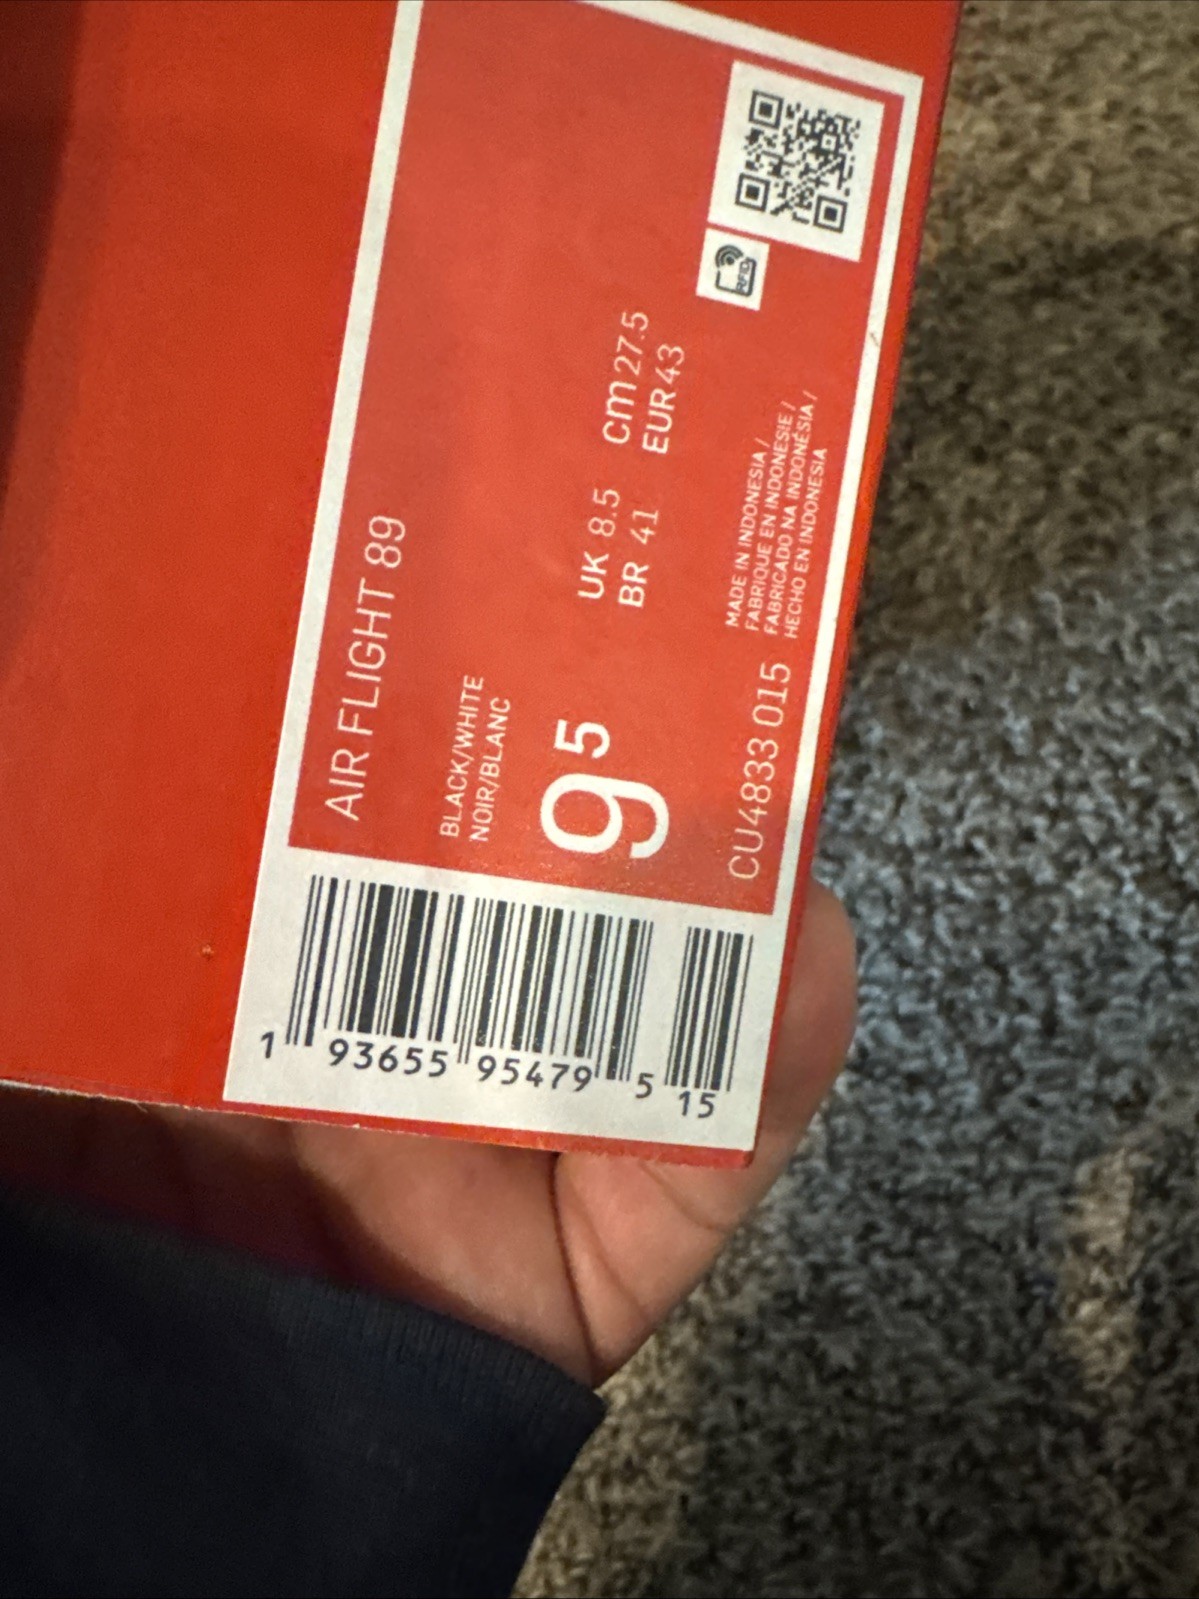 AIR FLIGHT 89
BLACK/WHITE
NOIR/BLANC
9 5
UK 8.5 cm 27.5
BR 41 EUR 43
CU4833 015
MADE IN INDONESIA /
FABRIQUE EN INDONESIE /
FABRICADO NA INDONÉSIA /
HECHO EN INDONESIA
RFID
1 93655 95479 5 15